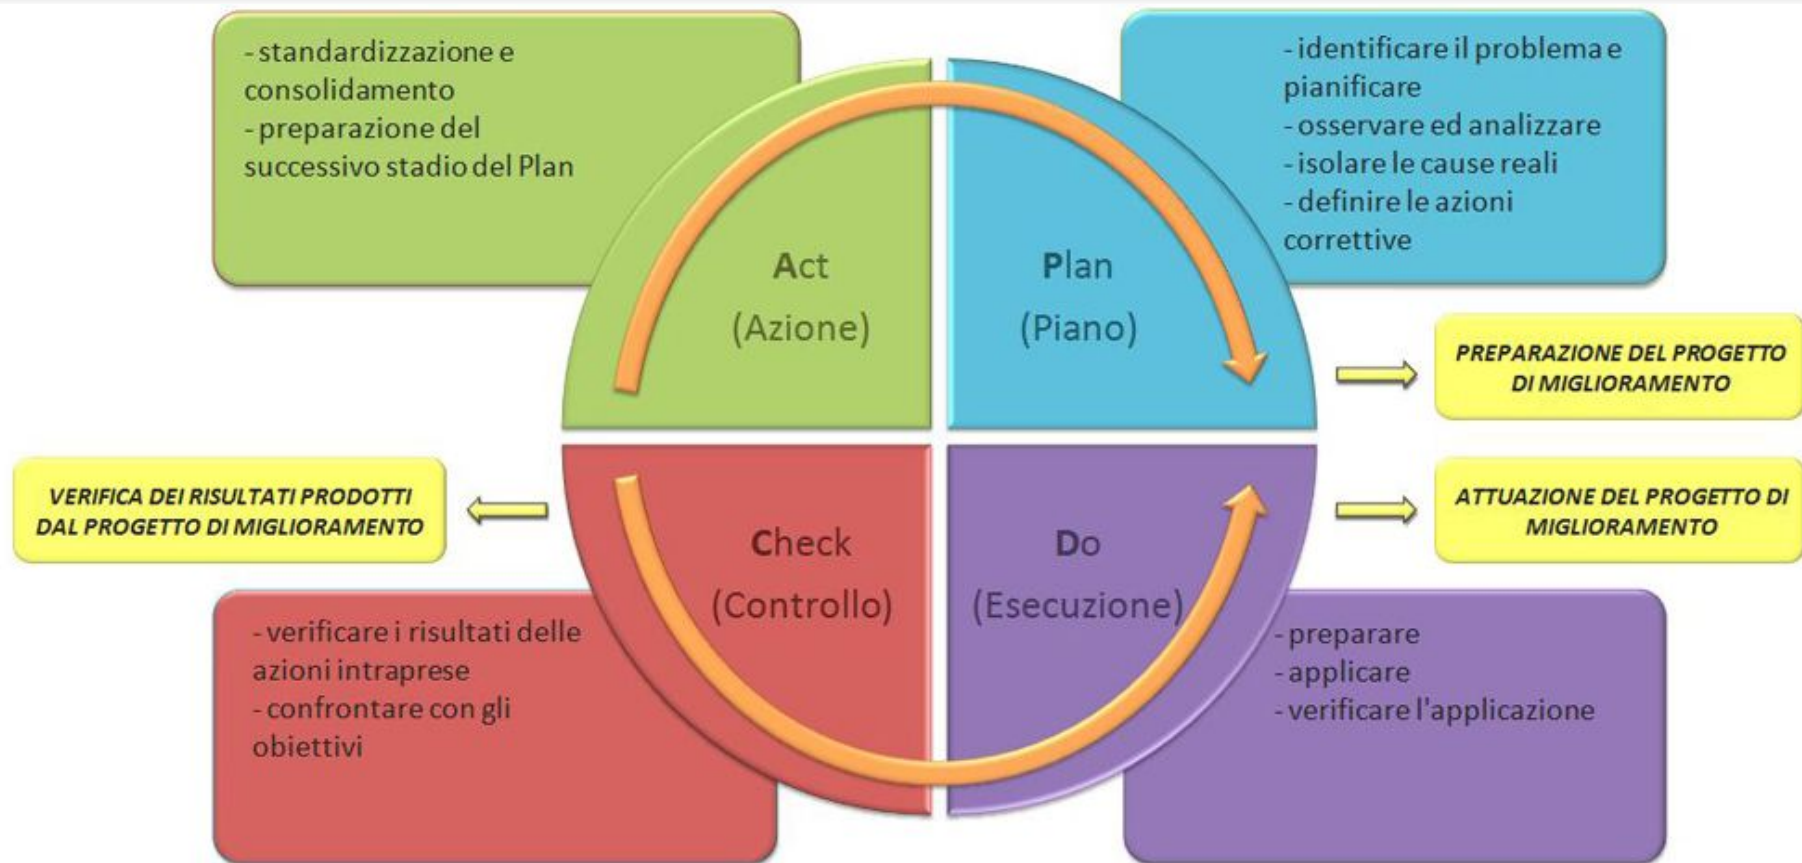 - standardizzazione e
consolidamento
- preparazione del
successivo stadio del Plan
- identificare il problema e
pianificare
- osservare ed analizzare
- isolare le cause reali
- definire le azioni
correttive
Act
(Azione)
Plan
(Piano)
PREPARAZIONE DEL PROGETTO
DI MIGLIORAMENTO
VERIFICA DEI RISULTATI PRODOTTI
DAL PROGETTO DI MIGLIORAMENTO
Check
(Controllo)
Do
(Esecuzione)
ATTUAZIONE DEL PROGETTO DI
MIGLIORAMENTO
- verificare i risultati delle
azioni intraprese
- confrontare con gli
obiettivi
- preparare
- applicare
- verificare l'applicazione